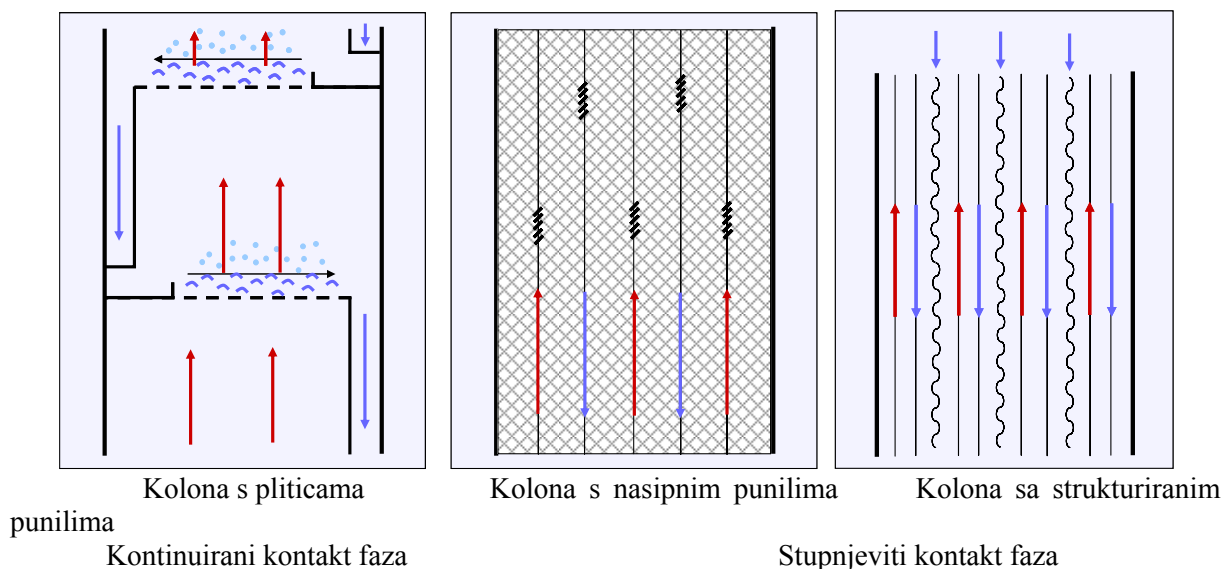 Kolona s pliticama Kolona s nasipnim punilima Kolona sa strukturiranim
punilima
Kontinuirani kontakt faza Stupnjeviti kontakt faza